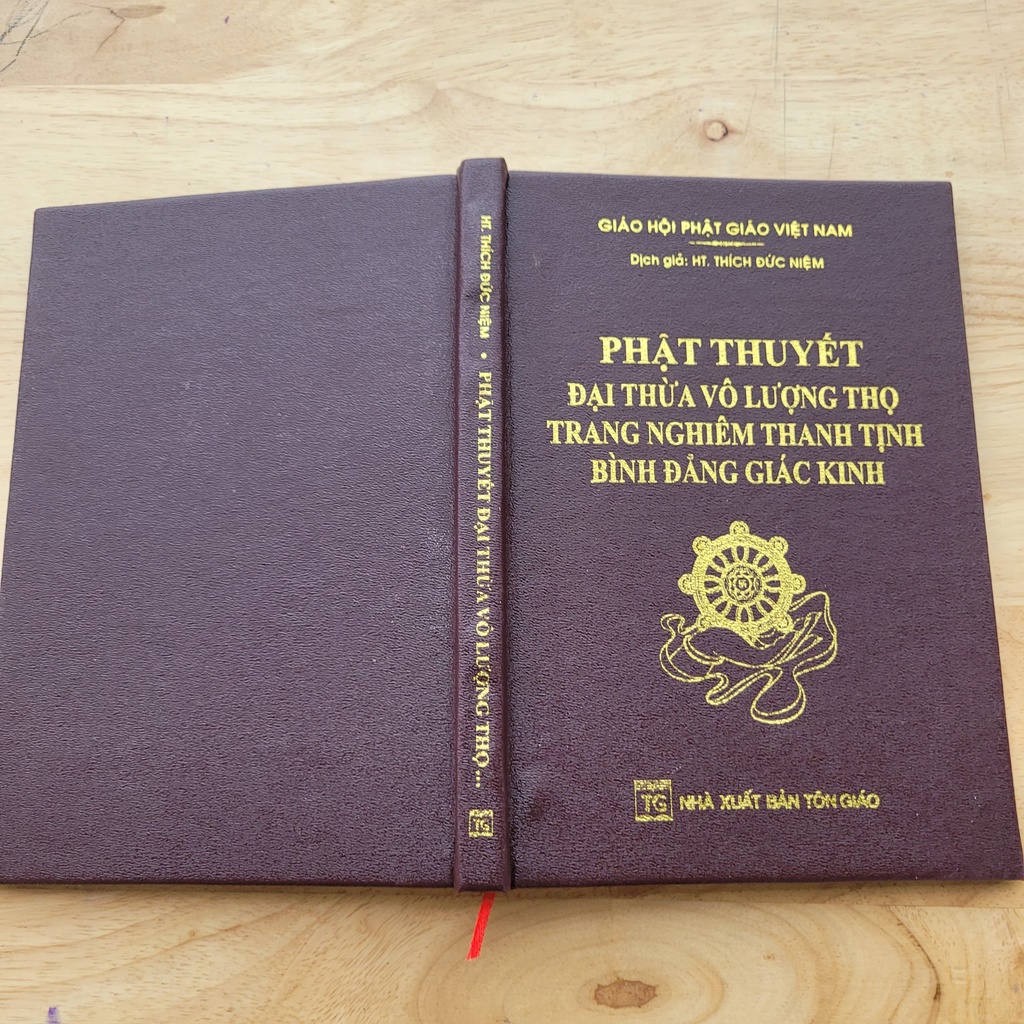 GIÁO HỘI PHẬT GIÁO VIỆT NAM
Dịch giả: HT. THÍCH ĐỨC NIỆM
PHẬT THUYẾT
ĐẠI THỪA VÔ LƯỢNG THỌ
TRANG NGHIÊM THANH TỊNH
BÌNH ĐẲNG GIÁC KINH
TG NHÀ XUẤT BẢN TÔN GIÁO
HT. THÍCH ĐỨC NIỆM • PHẬT THUYẾT ĐẠI THỪA VÔ LƯỢNG THỌ...
TG